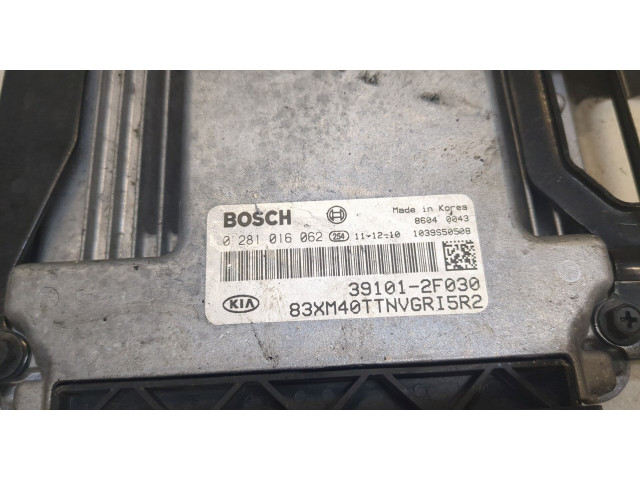 BOSCH Made in Korea
8604 0043
0 281 016 062 254 11-12-10 1039S50508
39101-2F030
KIA 83XM40TTNVGRI5R2